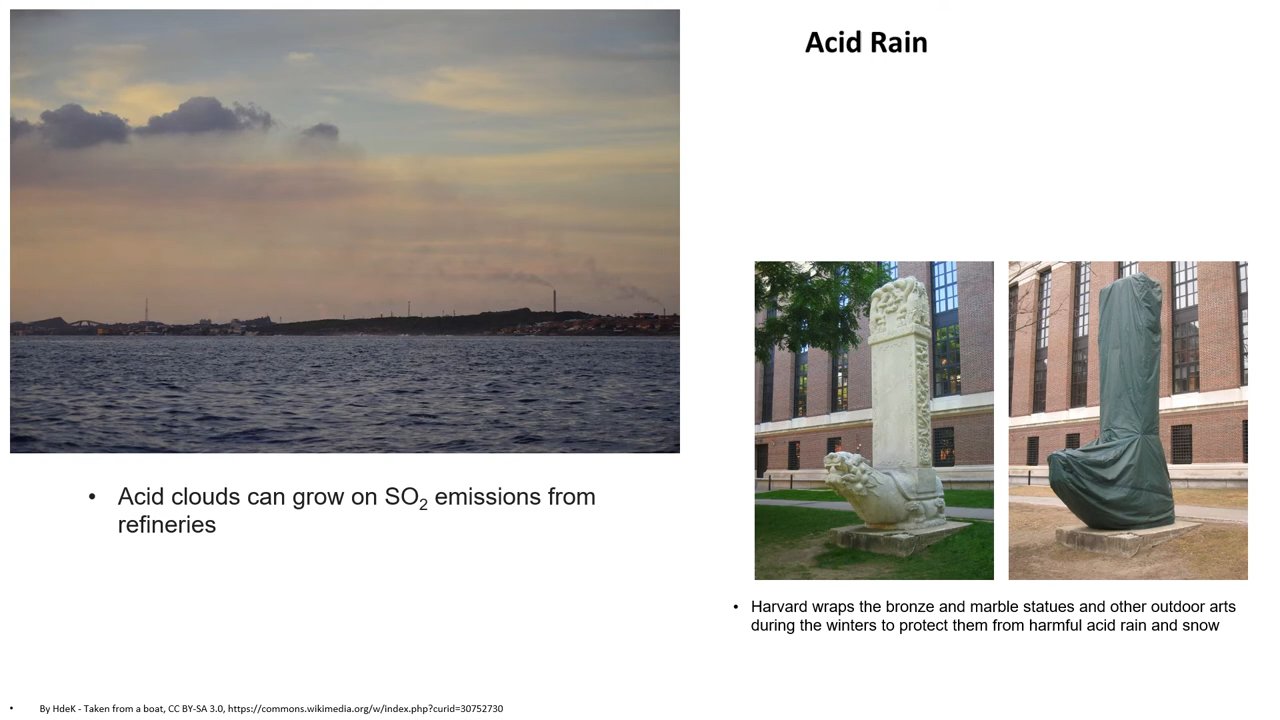 Acid Rain
• Acid clouds can grow on SO₂ emissions from
refineries
• Harvard wraps the bronze and marble statues and other outdoor arts
during the winters to protect them from harmful acid rain and snow
• By HdeK - Taken from a boat, CC BY-SA 3.0, https://commons.wikimedia.org/w/index.php?curid=30752730